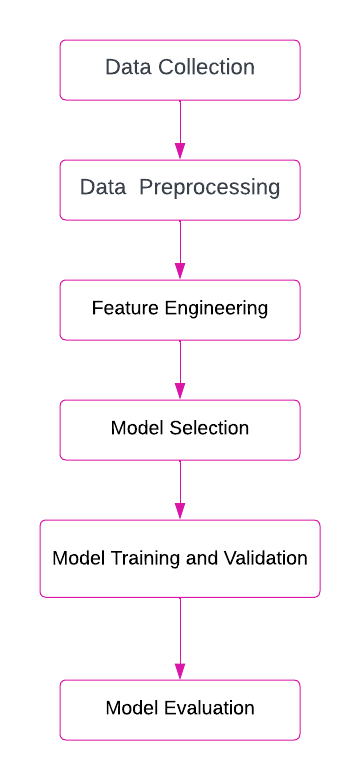 Data Collection
Data  Preprocessing
Feature Engineering
Model Selection
Model Training and Validation
Model Evaluation